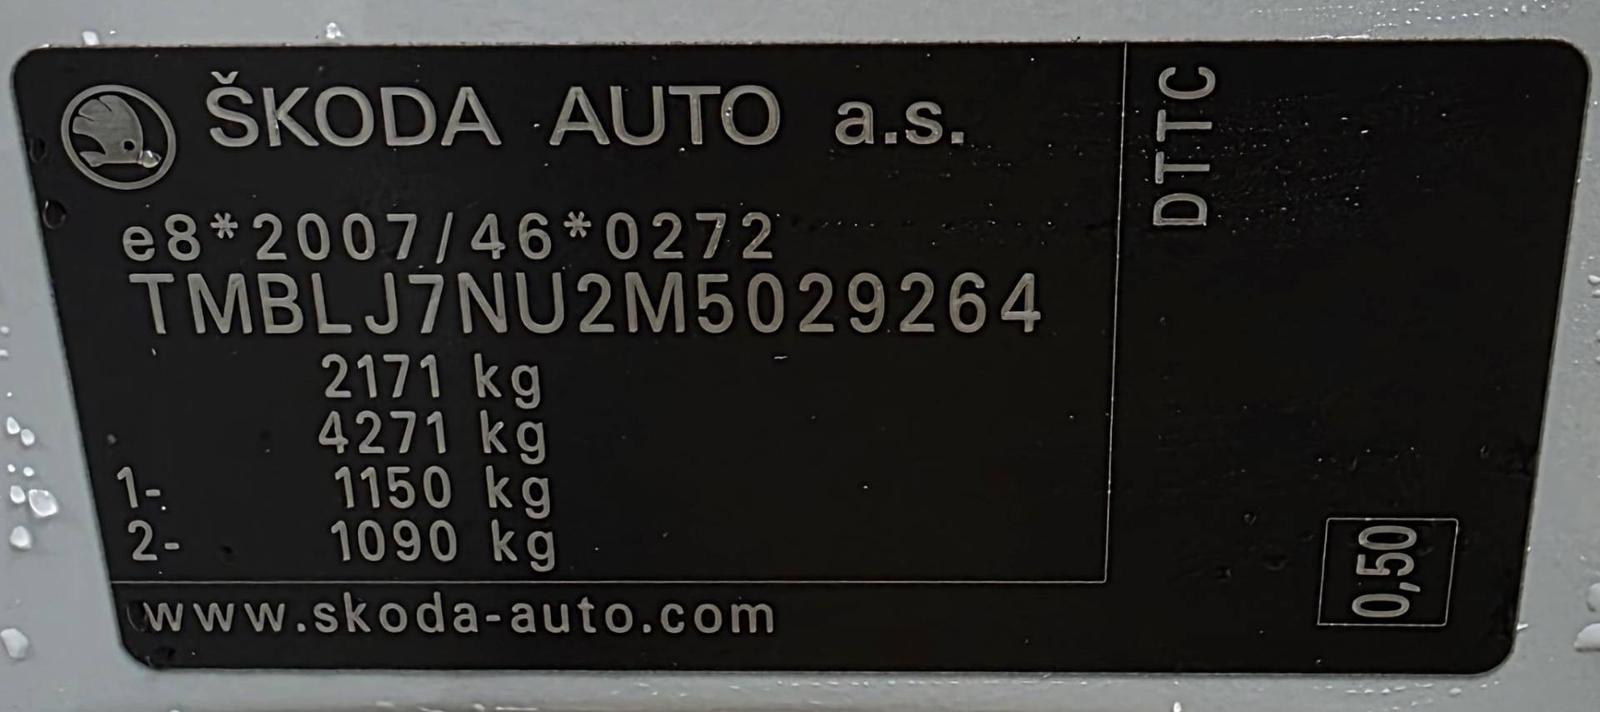 ŠKODA AUTO a.s.
e8*2007/46*0272
TMBLJ7NU2M5029264
2171 kg
4271 kg
1- 1150 kg
2- 1090 kg
www.skoda-auto.com
DTTC
0,50